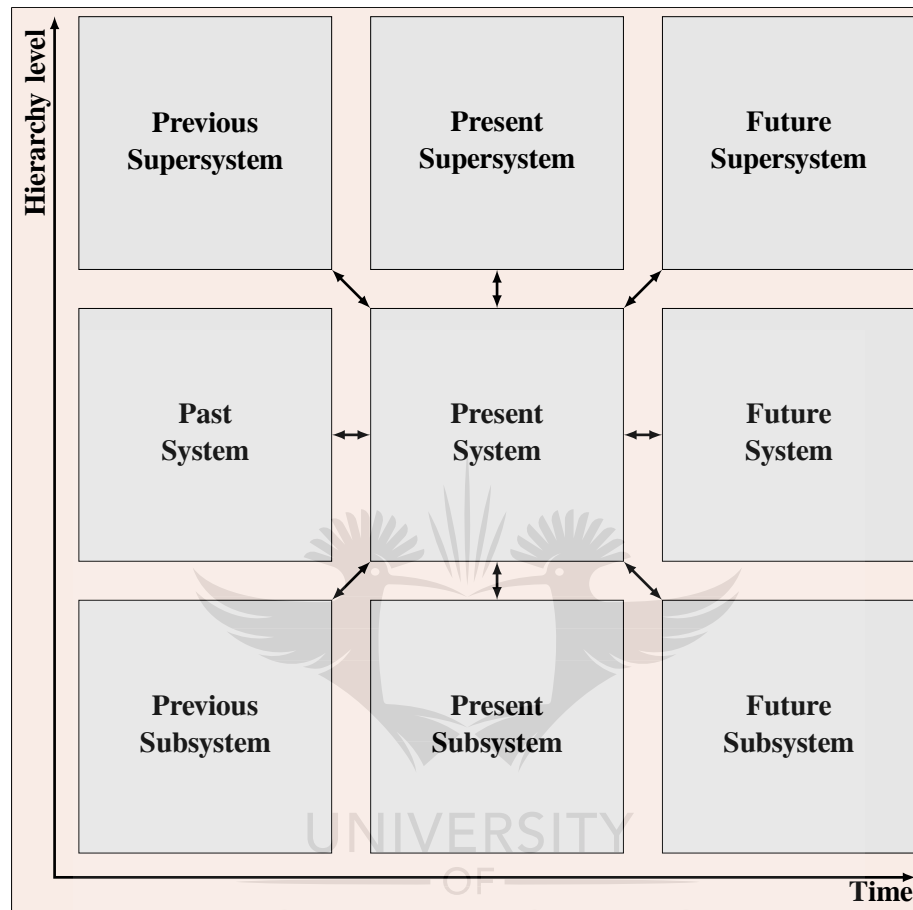 Hierarchy level
Previous
Supersystem
Present
Supersystem
Future
Supersystem
Past
System
Present
System
Future
System
Previous
Subsystem
Present
Subsystem
Future
Subsystem
UNIVERSITY
OF
Time